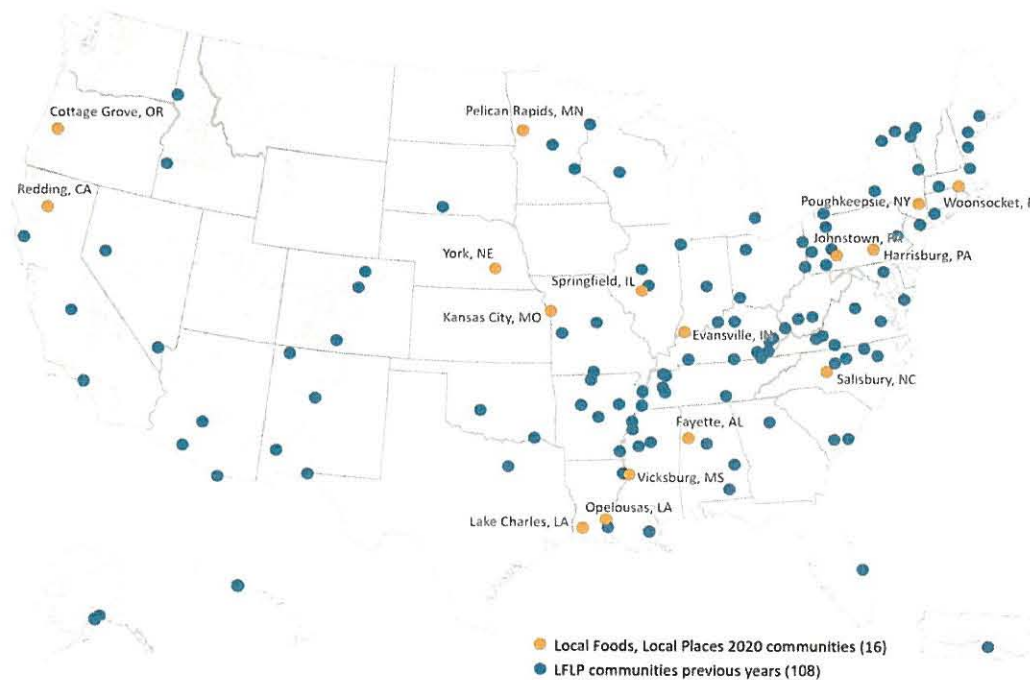 Cottage Grove, OR
Pelican Rapids, MN
Redding, CA
Poughkeepsie, NY
Woonsocket,
Johnstown, PA
Harrisburg, PA
York, NE
Springfield, IL
Kansas City, MO
Evansville, IN
Salisbury, NC
Fayette, AL
Vicksburg, MS
Opelousas, LA
Lake Charles, LA
Local Foods, Local Places 2020 communities (16)
LFLP communities previous years (108)